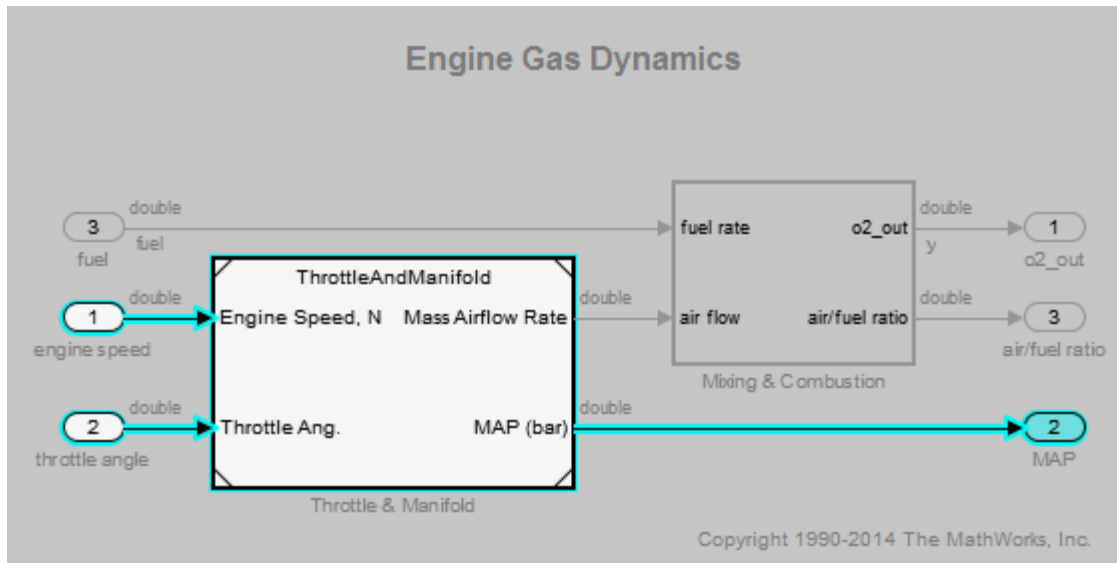 Engine Gas Dynamics
double
3
fuel
fuel
fuel rate
o2_out
double
y
1
o2_out
ThrottleAndManifold
double
1
engine speed
Engine Speed, N
Mass Airflow Rate
double
air flow
air/fuel ratio
double
3
air/fuel ratio
Mixing & Combustion
double
2
throttle angle
Throttle Ang.
MAP (bar)
double
2
MAP
Throttle & Manifold
Copyright 1990-2014 The MathWorks, Inc.